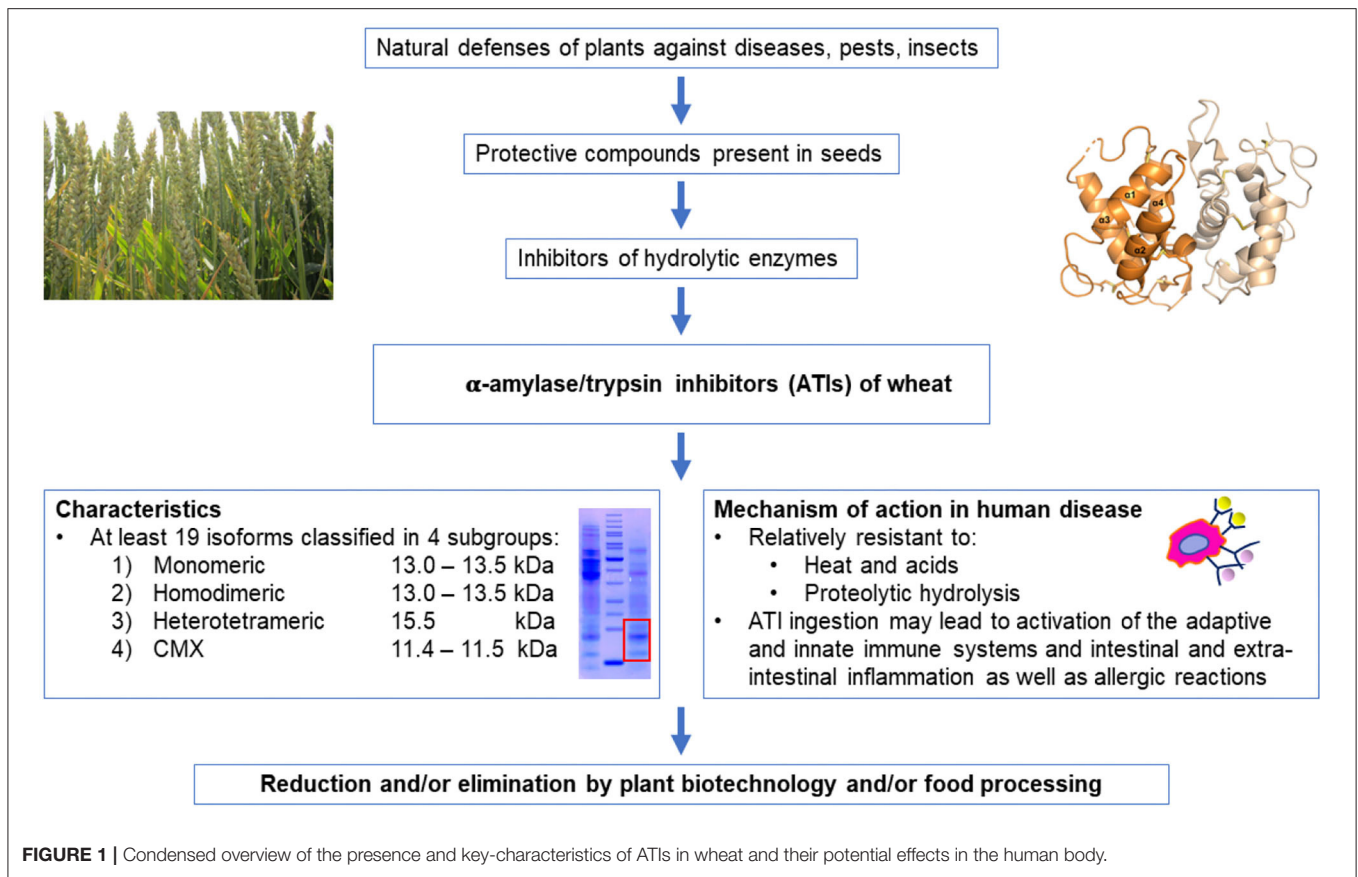 Natural defenses of plants against diseases, pests, insects
Protective compounds present in seeds
α1
α4
α3
α2
Inhibitors of hydrolytic enzymes
α-amylase/trypsin inhibitors (ATIs) of wheat
Characteristics
• At least 19 isoforms classified in 4 subgroups:
1) Monomeric 13.0 – 13.5 kDa
2) Homodimeric 13.0 – 13.5 kDa
3) Heterotetrameric 15.5 kDa
4) CMX 11.4 – 11.5 kDa
Mechanism of action in human disease
• Relatively resistant to:
• Heat and acids
• Proteolytic hydrolysis
• ATI ingestion may lead to activation of the adaptive
and innate immune systems and intestinal and extra-
intestinal inflammation as well as allergic reactions
Reduction and/or elimination by plant biotechnology and/or food processing
FIGURE 1 | Condensed overview of the presence and key-characteristics of ATIs in wheat and their potential effects in the human body.